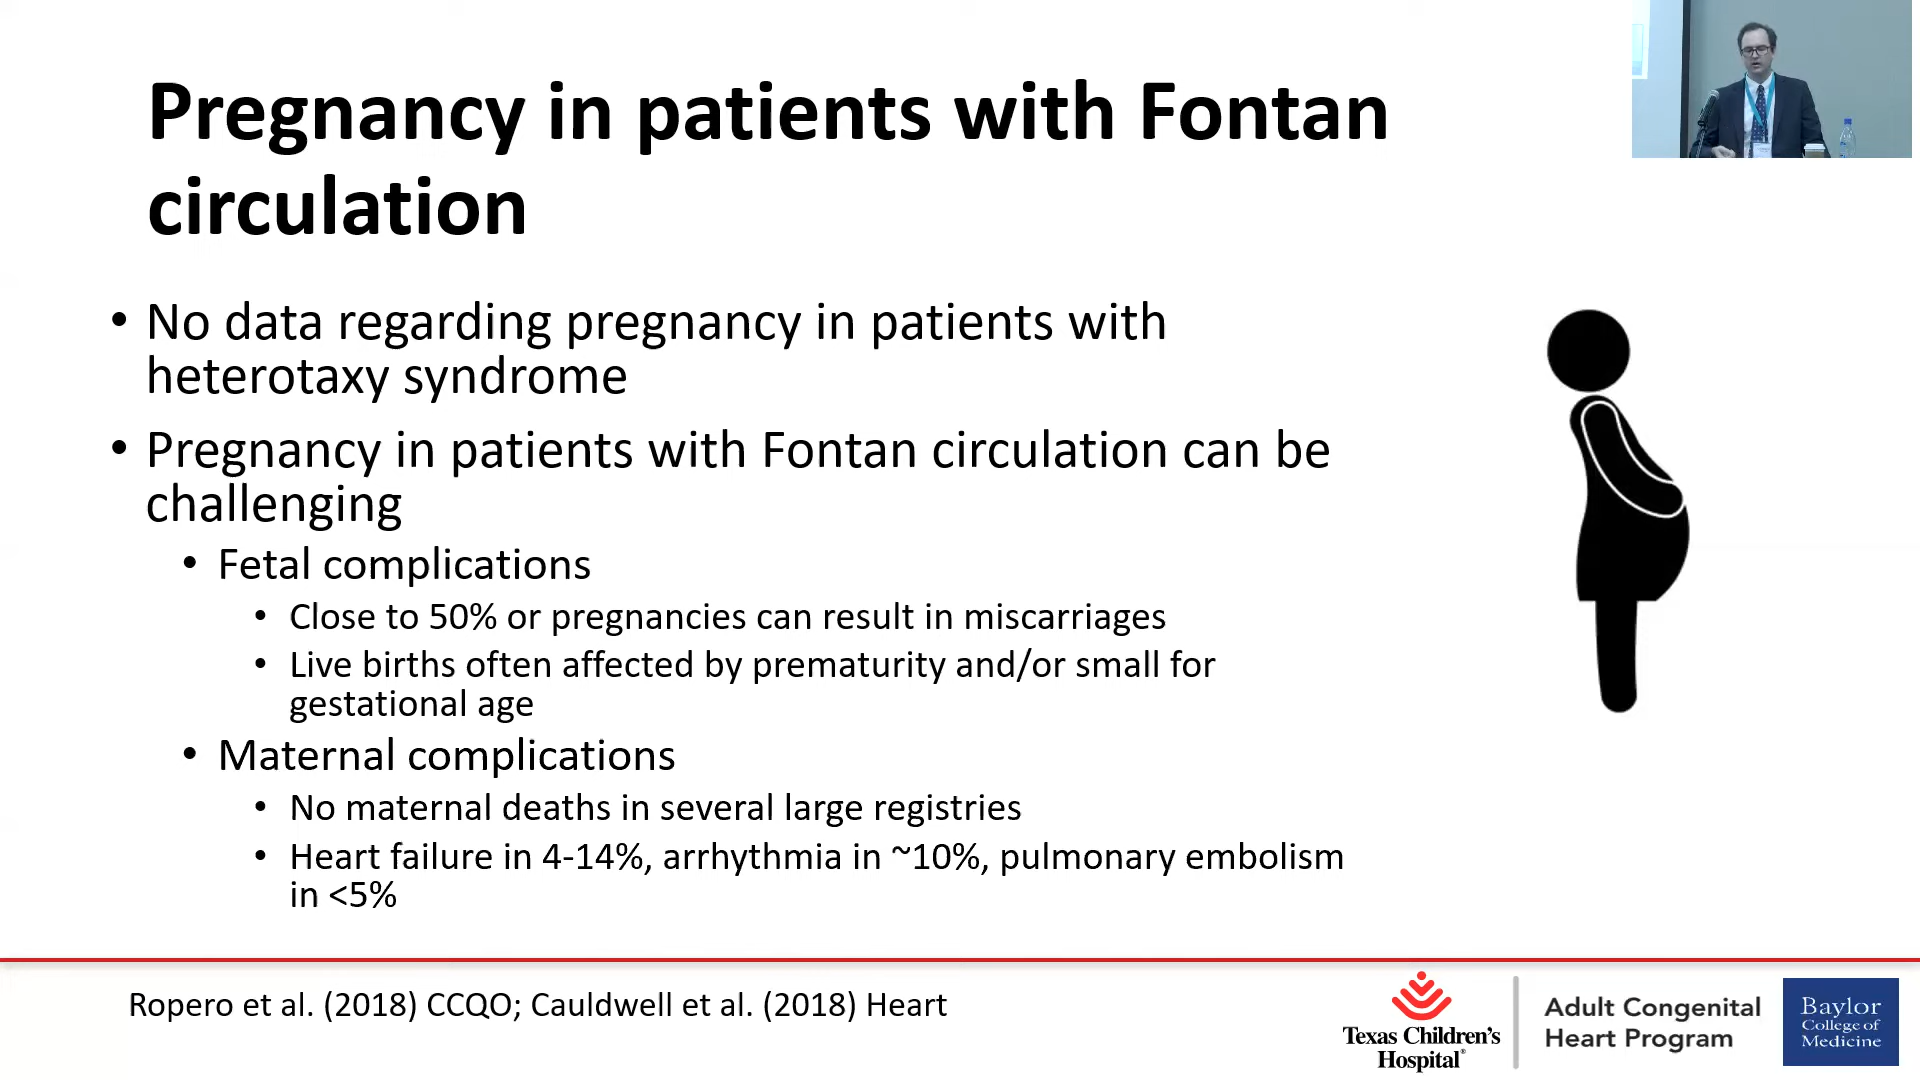 Pregnancy in patients with Fontan
circulation
• No data regarding pregnancy in patients with
heterotaxy syndrome
• Pregnancy in patients with Fontan circulation can be
challenging
• Fetal complications
• Close to 50% or pregnancies can result in miscarriages
• Live births often affected by prematurity and/or small for
gestational age
• Maternal complications
• No maternal deaths in several large registries
• Heart failure in 4-14%, arrhythmia in ~10%, pulmonary embolism
in <5%
Ropero et al. (2018) CCQO; Cauldwell et al. (2018) Heart
Texas Children's
Hospital®
Adult Congenital
Heart Program
Baylor
College of
Medicine